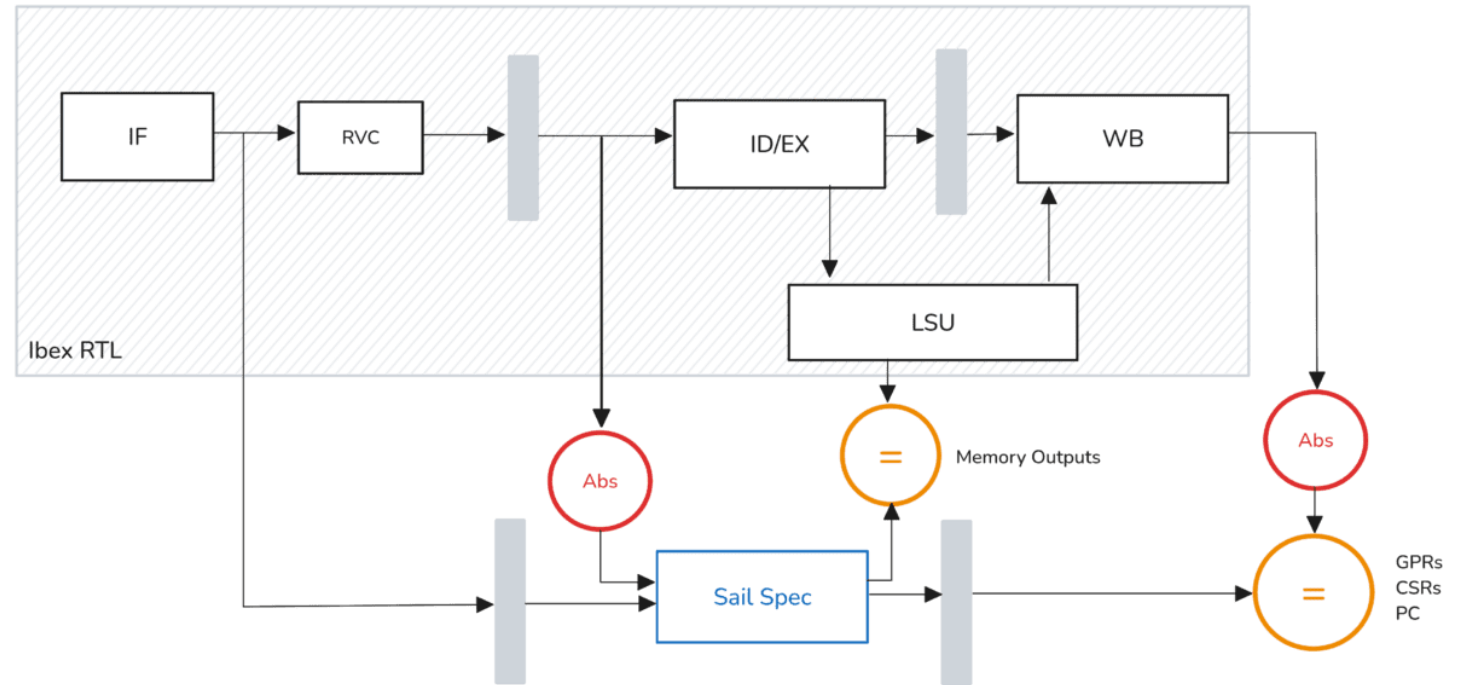 IF
RVC
ID/EX
WB
LSU
Ibex RTL
Abs
=
Memory Outputs
Abs
Sail Spec
=
GPRs
CSRs
PC